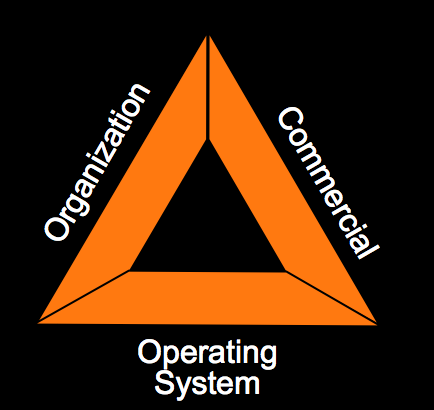 Organization
Commercial
Operating
System